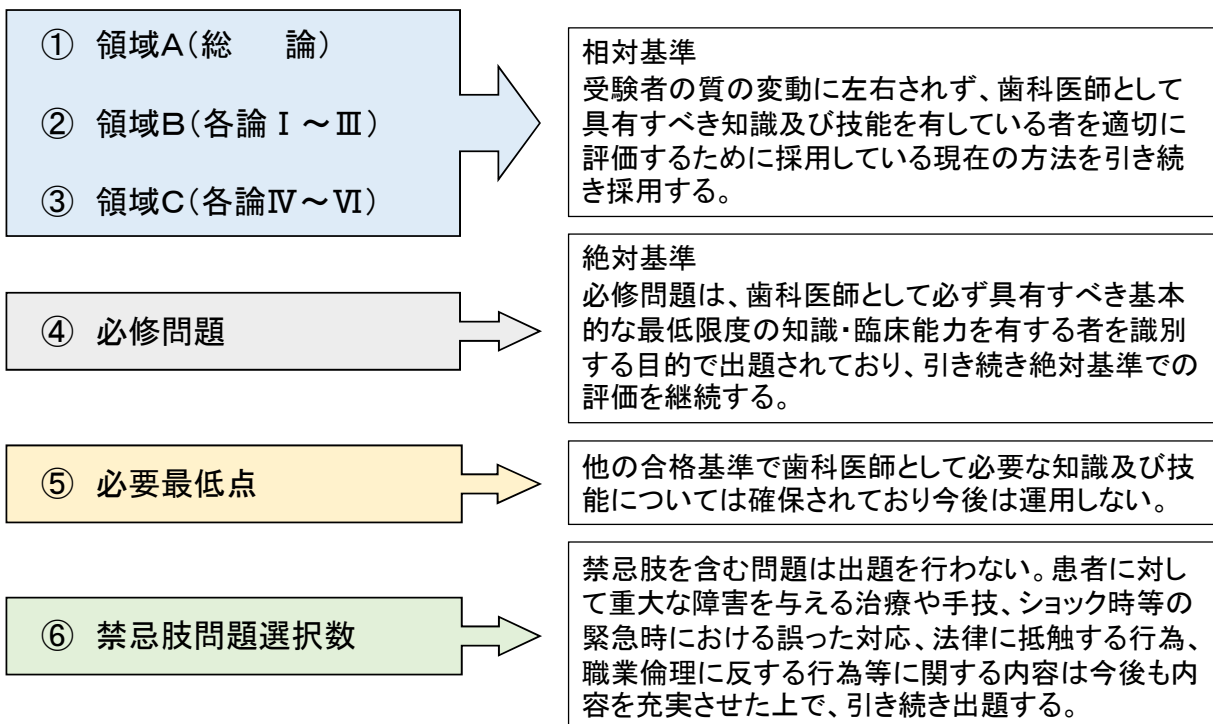 ① 領域A(総　　論)
② 領域B(各論Ⅰ～Ⅲ)
③ 領域C(各論Ⅳ～Ⅵ)
相対基準
受験者の質の変動に左右されず、歯科医師として
具有すべき知識及び技能を有している者を適切に
評価するために採用している現在の方法を引き続
き採用する。
④ 必修問題
絶対基準
必修問題は、歯科医師として必ず具有すべき基本
的な最低限度の知識・臨床能力を有する者を識別
する目的で出題されており、引き続き絶対基準での
評価を継続する。
⑤ 必要最低点
他の合格基準で歯科医師として必要な知識及び技
能については確保されており今後は運用しない。
⑥ 禁忌肢問題選択数
禁忌肢を含む問題は出題を行わない。患者に対し
て重大な障害を与える治療や手技、ショック時等の
緊急時における誤った対応、法律に抵触する行為、
職業倫理に反する行為等に関する内容は今後も内
容を充実させた上で、引き続き出題する。